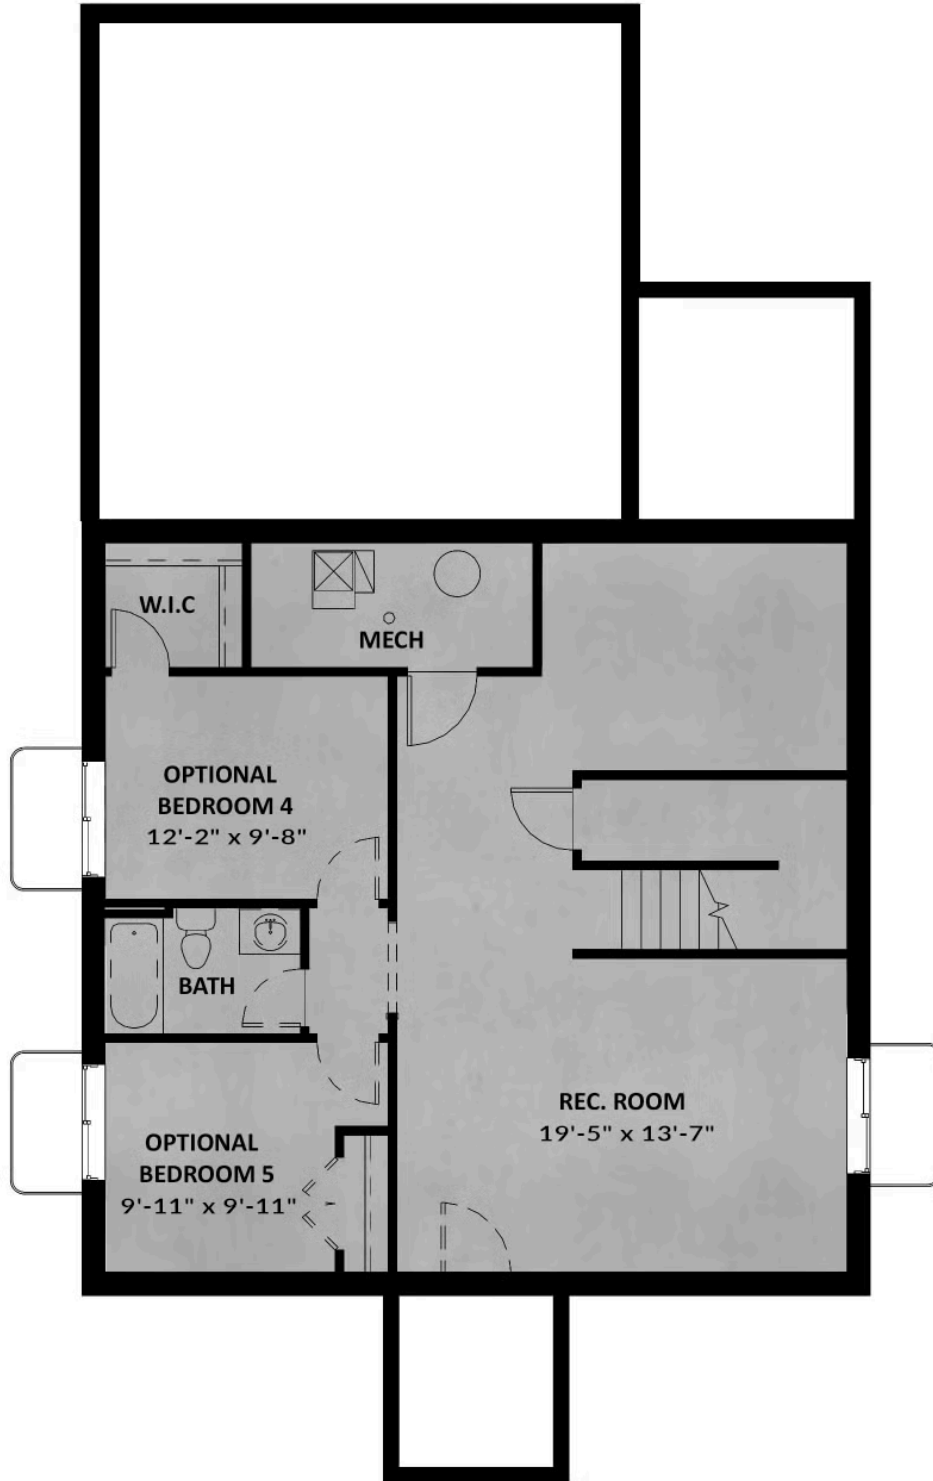 W.I.C
MECH
OPTIONAL
BEDROOM 4
12'-2" x 9'-8"
BATH
REC. ROOM
19'-5" x 13'-7"
OPTIONAL
BEDROOM 5
9'-11" x 9'-11"